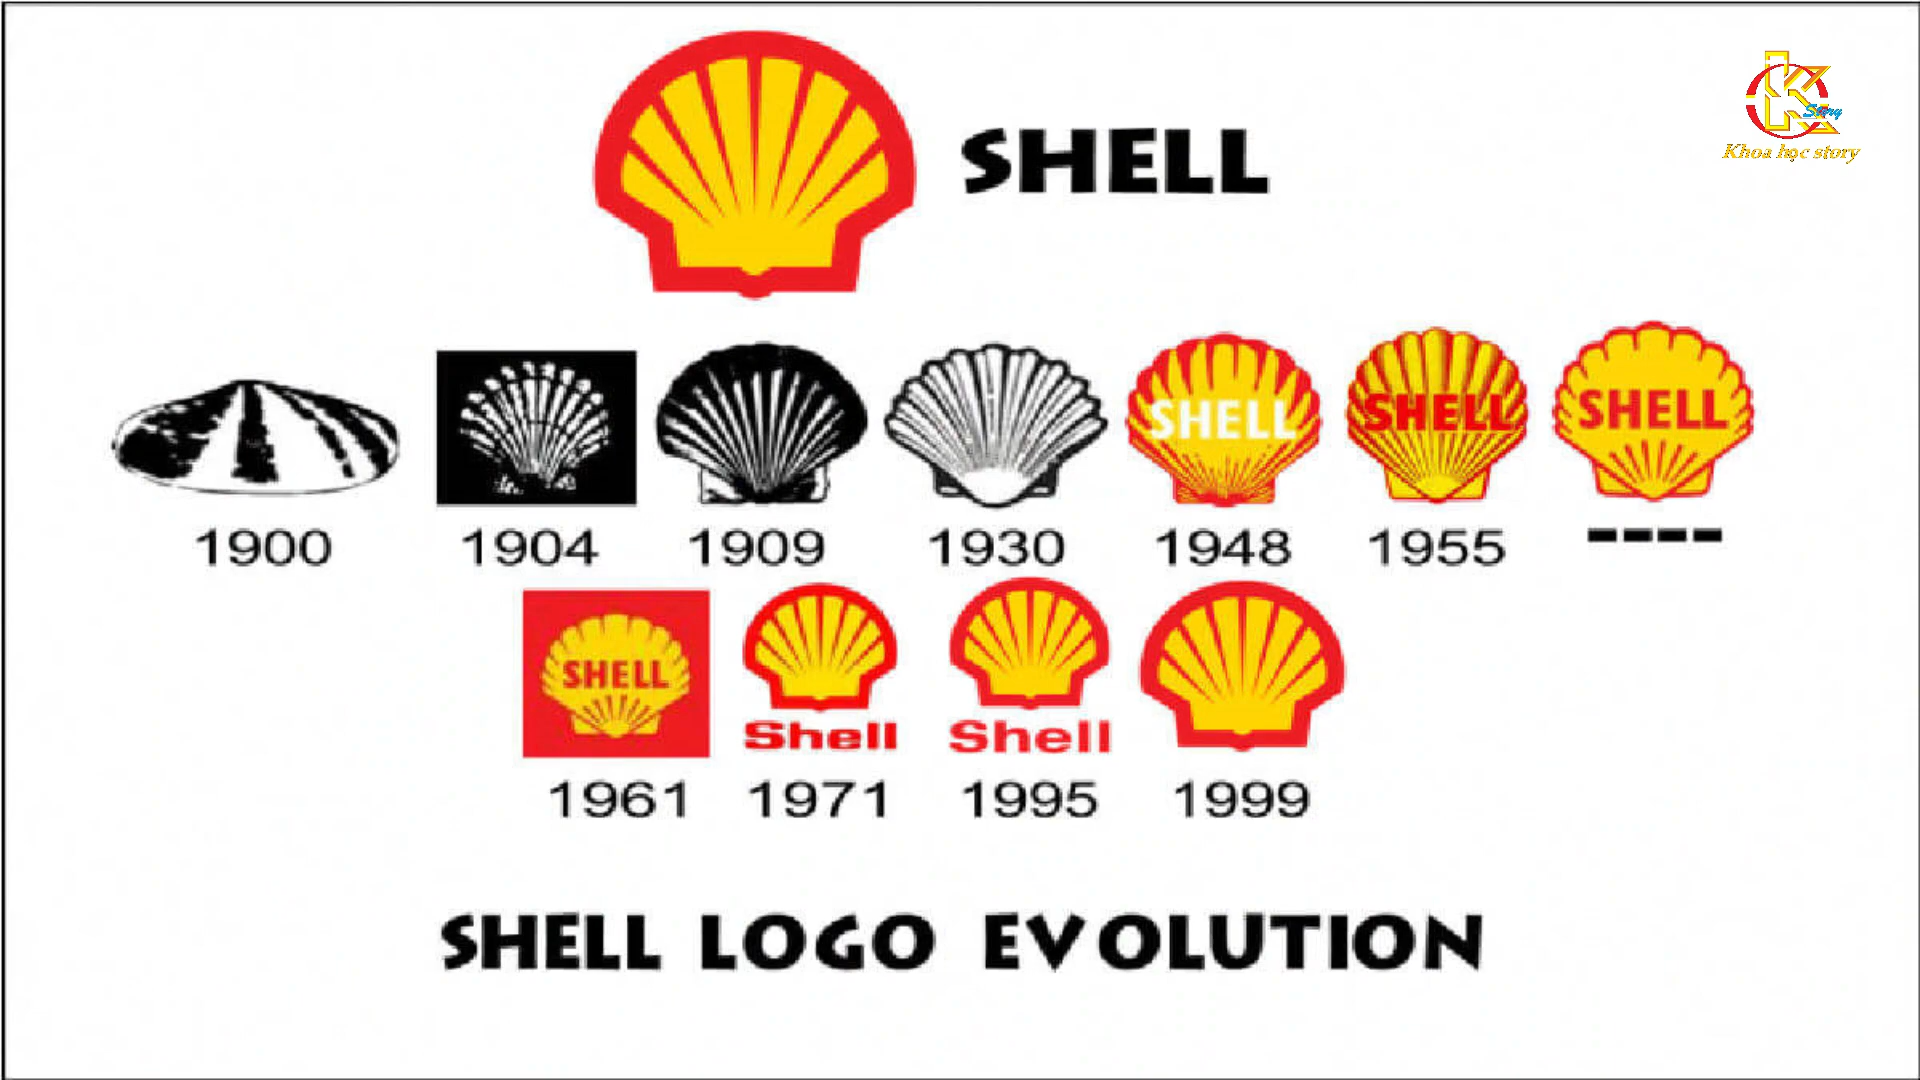 SHELL
K
Story
Khoa học story
SHELL
SHELL
SHELL
1900 1904 1909 1930 1948 1955 ----
SHELL
Shell
Shell
1961 1971 1995 1999
SHELL LOGO EVOLUTION